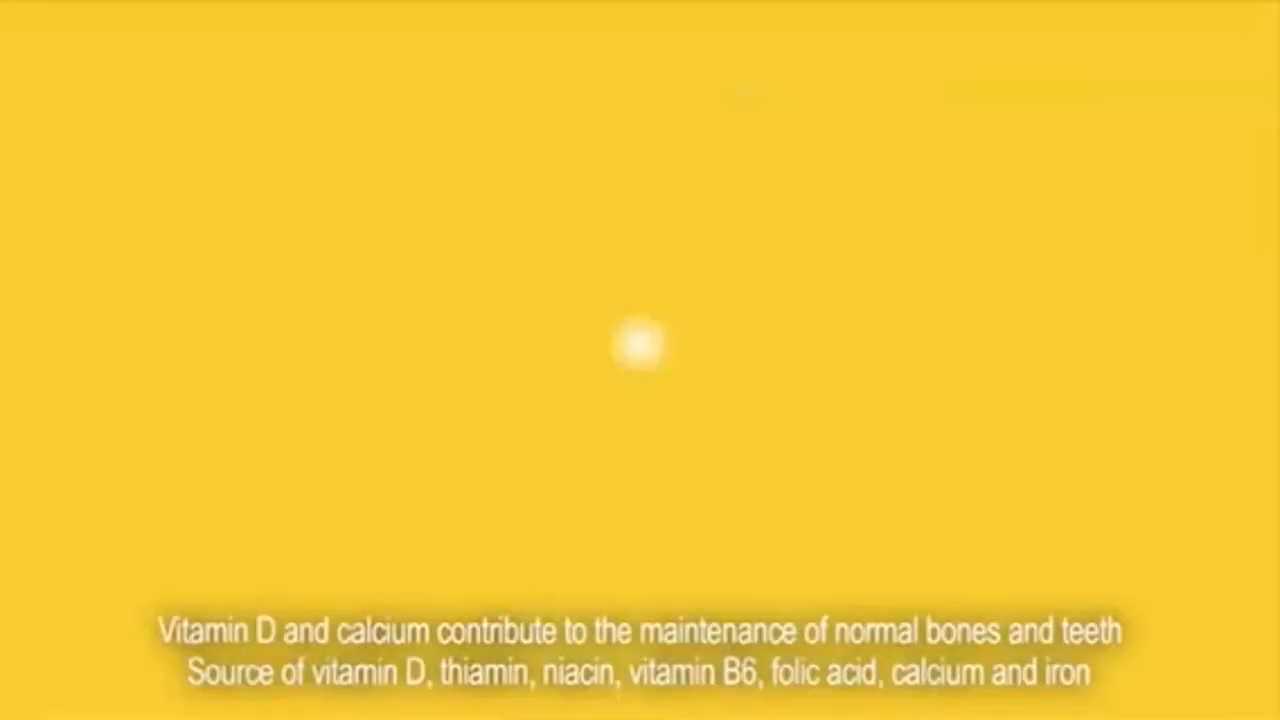 Vitamin D and calcium contribute to the maintenance of normal bones and teeth
Source of vitamin D, thiamin, niacin, vitamin B6, folic acid, calcium and iron